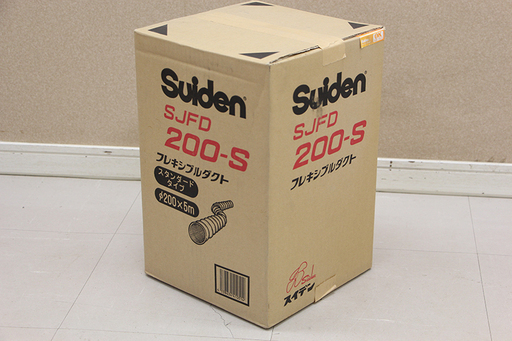 Suiden
SJFD
200-S
フレキシブルダクト
スタンダード
タイプ
φ200×5m
Suiden
SJFD
200-S
フレキシブルダクト
スイデン